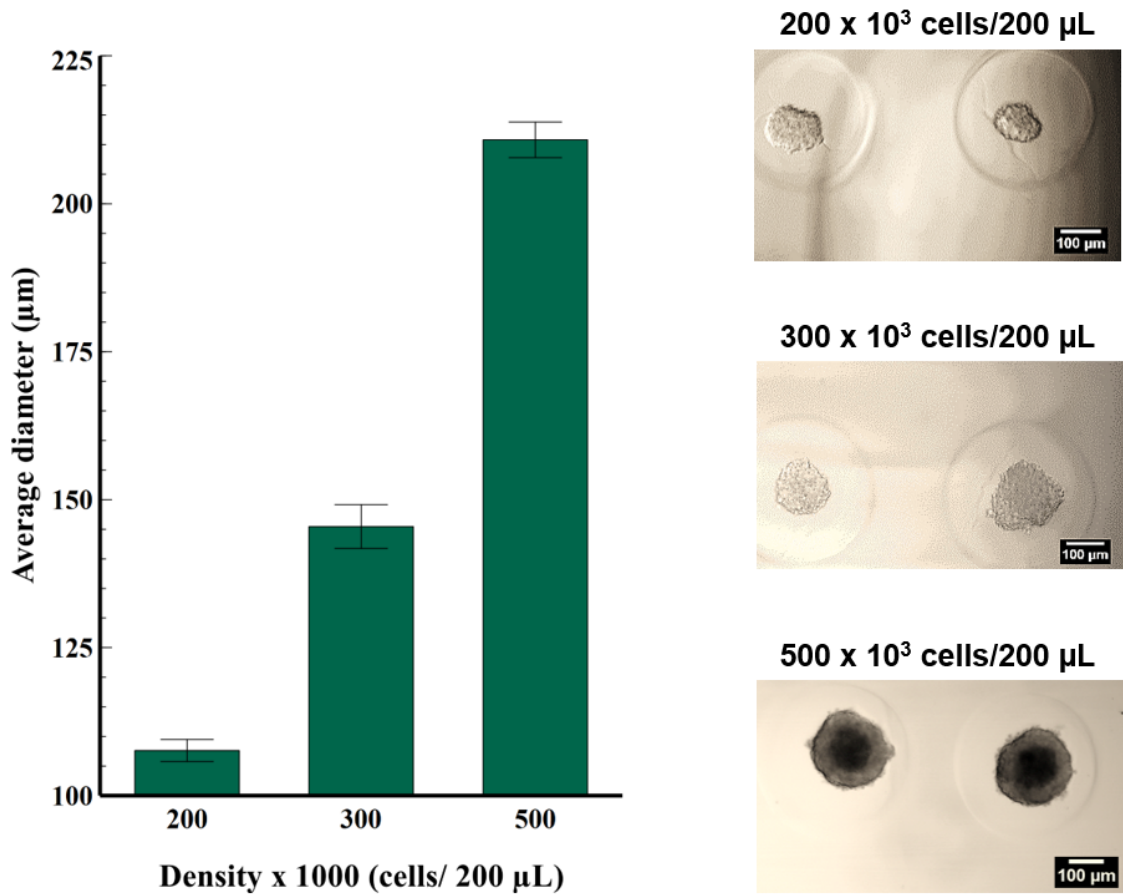 225
200
175
150
125
100
Average diameter (µm)
200
300
500
Density x 1000 (cells/ 200 µL)
200 x 10³ cells/200 µL
100 µm
300 x 10³ cells/200 µL
100 µm
500 x 10³ cells/200 µL
100 µm